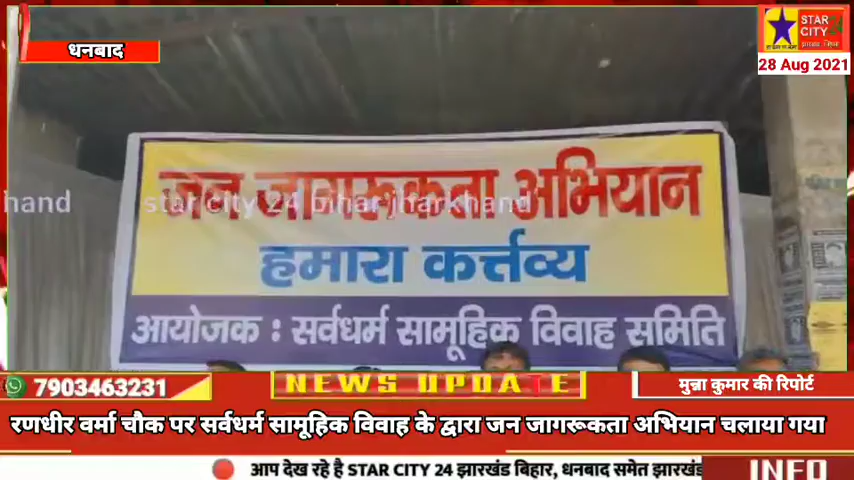 धनबाद
STAR
CITY 24
28 Aug 2021
जन जागरूकता अभियान
hand
star city 24 bihar jharkhand
हमारा कर्त्तव्य
आयोजक : सर्वधर्म सामूहिक विवाह समिति
7903463231
NEWS UPDATE
मुन्ना कुमार की रिपोर्ट
रणधीर वर्मा चौक पर सर्वधर्म सामूहिक विवाह के द्वारा जन जागरूकता अभियान चलाया गया
आप देख रहे है STAR CITY 24 झारखंड बिहार, धनबाद समेत झारखंड
INFO